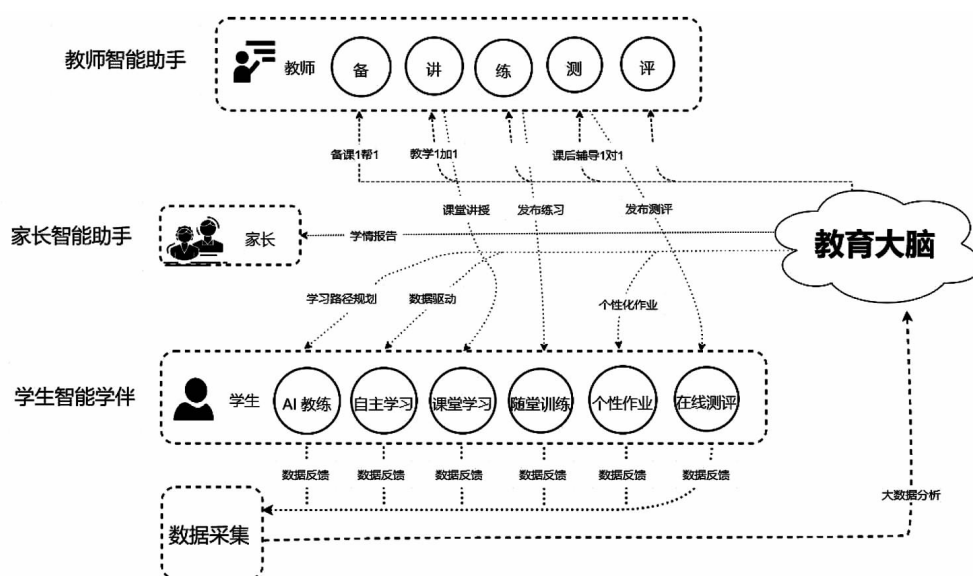 教师智能助手
教师
备
讲
练
测
评
备课1帮1
教学1加1
课后辅导1对1
课堂讲授
发布练习
发布测评
家长智能助手
家长
学情报告
教育大脑
学习路径规划
数据驱动
个性化作业
学生智能学伴
学生
AI 教练
自主学习
课堂学习
随堂训练
个性作业
在线测评
数据反馈
数据反馈
数据反馈
数据反馈
数据反馈
数据反馈
大数据分析
数据采集